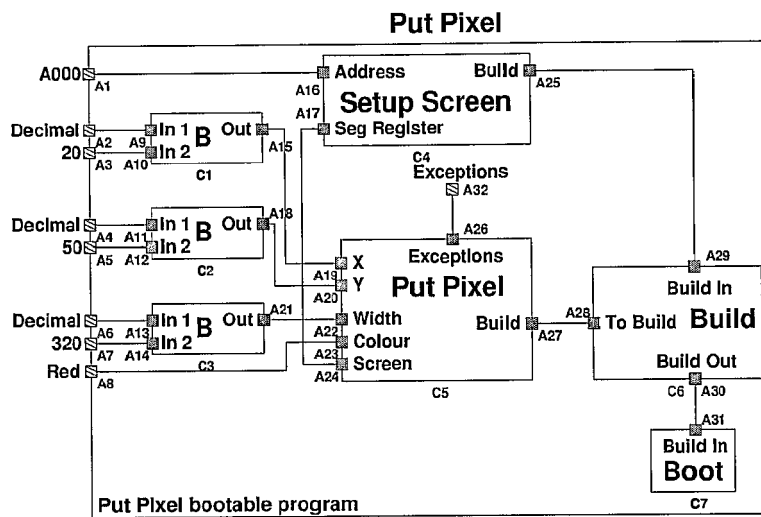 Put Pixel
A000
A1
Address
Build
A16
A25
Setup Screen
A17
Seg Register
C4
Decimal
A2
A9
In 1
B
Out
A15
20
A3
A10
In 2
C1
Exceptions
A32
Decimal
A4
A11
In 1
B
Out
A18
50
A5
A12
In 2
C2
A26
Exceptions
X
A19
Y
A20
Put Pixel
A29
Build In
Decimal
A6
A13
In 1
B
Out
A21
Width
A22
Build
A27
A28
To Build
Build
320
A7
A14
In 2
C3
Colour
A23
Red
A8
Screen
A24
C5
Build Out
C6
A30
A31
Build In
Boot
C7
Put Pixel bootable program